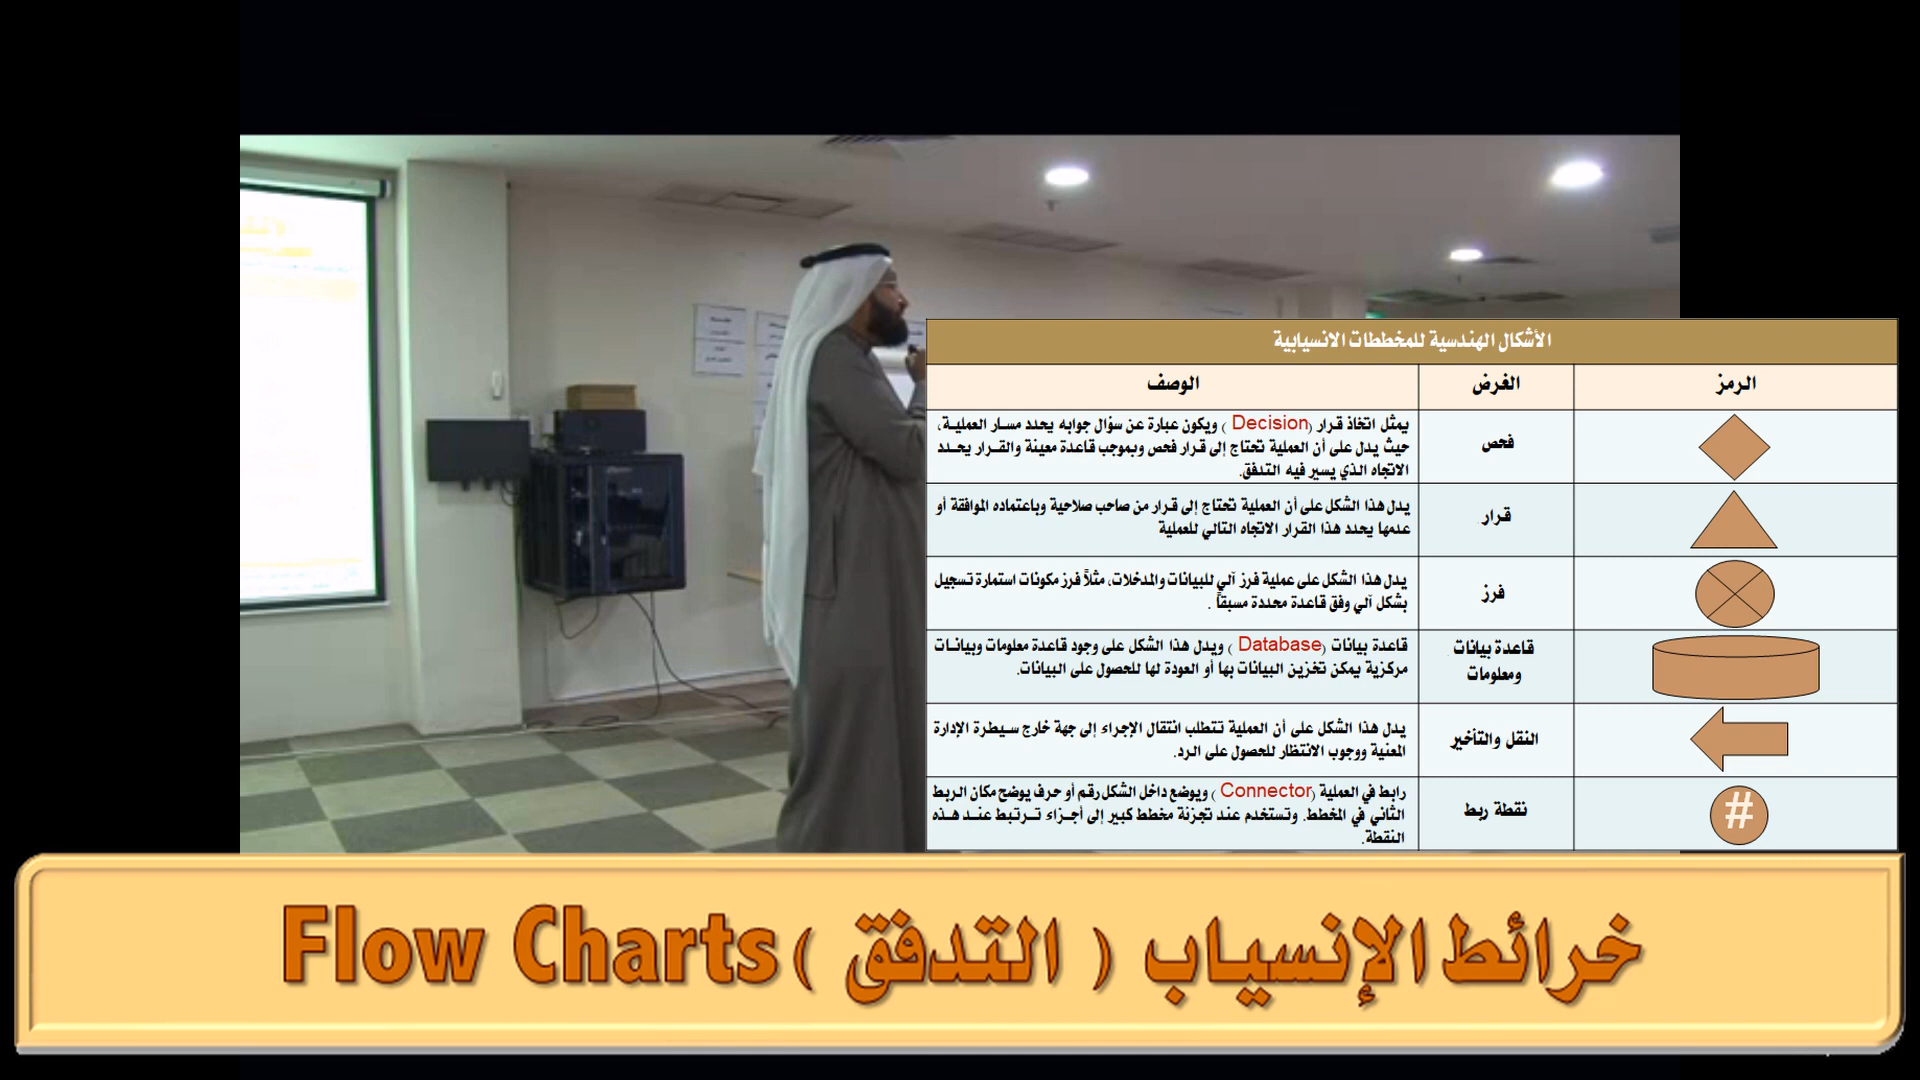 الأشكال الهندسية للمخططات الانسيابية
الرمز الغرض الوصف
فحص
يمثل اتخاذ قرار (Decision) ويكون عبارة عن سؤال جوابه يحدد مسار العملية،
حيث يدل على أن العملية تحتاج إلى قرار فحص وبموجب قاعدة معينة والقرار يحدد
الاتجاه الذي يسير فيه التدفق.
قرار
يدل هذا الشكل على أن العملية تحتاج إلى قرار من صاحب صلاحية وباعتماده الموافقة أو
عدمها يحدد هذا القرار الاتجاه التالي للعملية
فرز
يدل هذا الشكل على عملية فرز آلي للبيانات والمدخلات، مثلاً فرز مكونات استمارة تسجيل
بشكل آلي وفق قاعدة محددة مسبقاً .
قاعدة بيانات
ومعلومات
قاعدة بيانات (Database) ويدل هذا الشكل على وجود قاعدة معلومات وبيانات
مركزية يمكن تخزين البيانات بها أو العودة لها للحصول على البيانات.
النقل والتأخير
يدل هذا الشكل على أن العملية تتطلب انتقال الإجراء إلى جهة خارج سيطرة الإدارة
المعنية ووجوب الانتظار للحصول على الرد.
#
نقطة ربط
رابط في العملية (Connector) ويوضع داخل الشكل رقم أو حرف يوضح مكان الربط
الثاني في المخطط. وتستخدم عند تجزئة مخطط كبير إلى أجزاء ترتبط عند هذه
النقطة.
خرائط الإنسياب ( التدفق ) Flow Charts